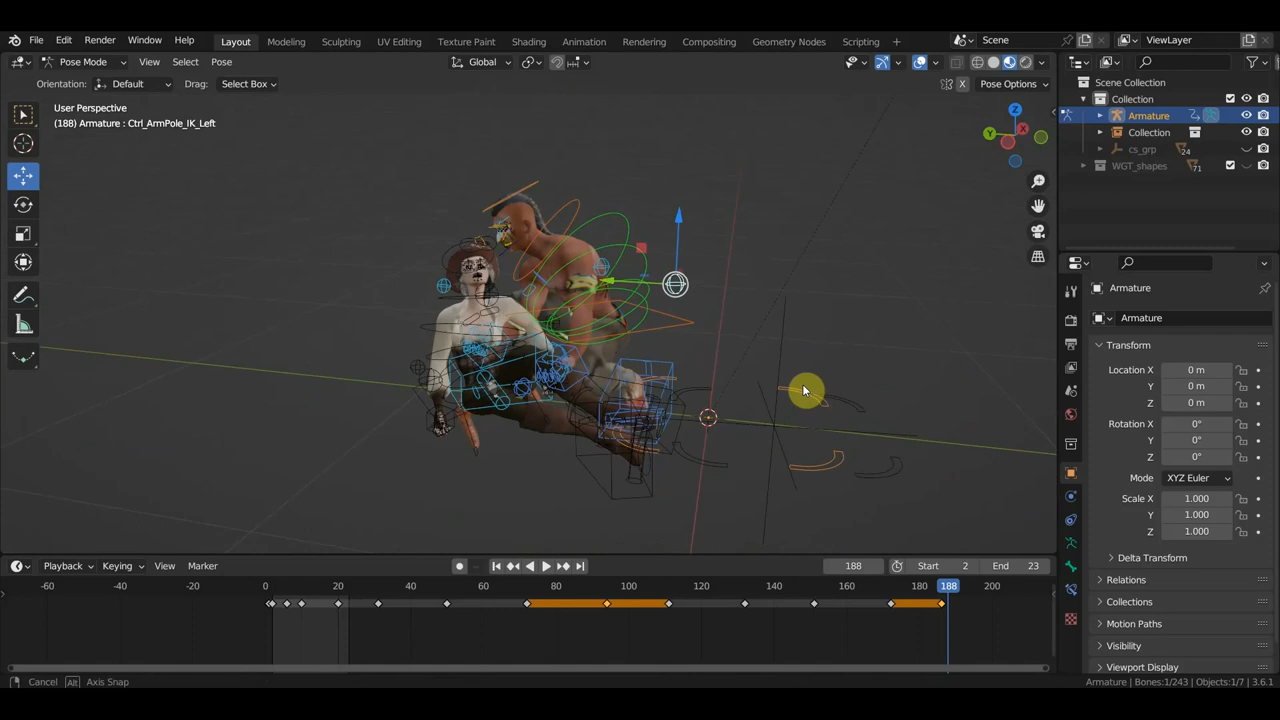 File Edit Render Window Help Layout Modeling Sculpting UV Editing Texture Paint Shading Animation Rendering Compositing Geometry Nodes Scripting + Scene ViewLayer
Pose Mode View Select Pose Global
Orientation: Default Drag: Select Box X Pose Options
Scene Collection
Collection
Armature
Collection
cs_grp 24
WGT_shapes 71
User Perspective
(188) Armature : Ctrl_ArmPole_IK_Left
Z
Y
X
Armature
Armature
Transform
Location X 0 m
Y 0 m
Z 0 m
Rotation X 0°
Y 0°
Z 0°
Mode XYZ Euler
Scale X 1.000
Y 1.000
Z 1.000
Delta Transform
Relations
Collections
Motion Paths
Visibility
Viewport Display
Playback Keying View Marker 188 Start 2 End 23
-60 -40 -20 0 20 40 60 80 100 120 140 160 180 188 200
Cancel Alt Axis Snap Armature | Bones:1/243 | Objects:1/7 | 3.6.1